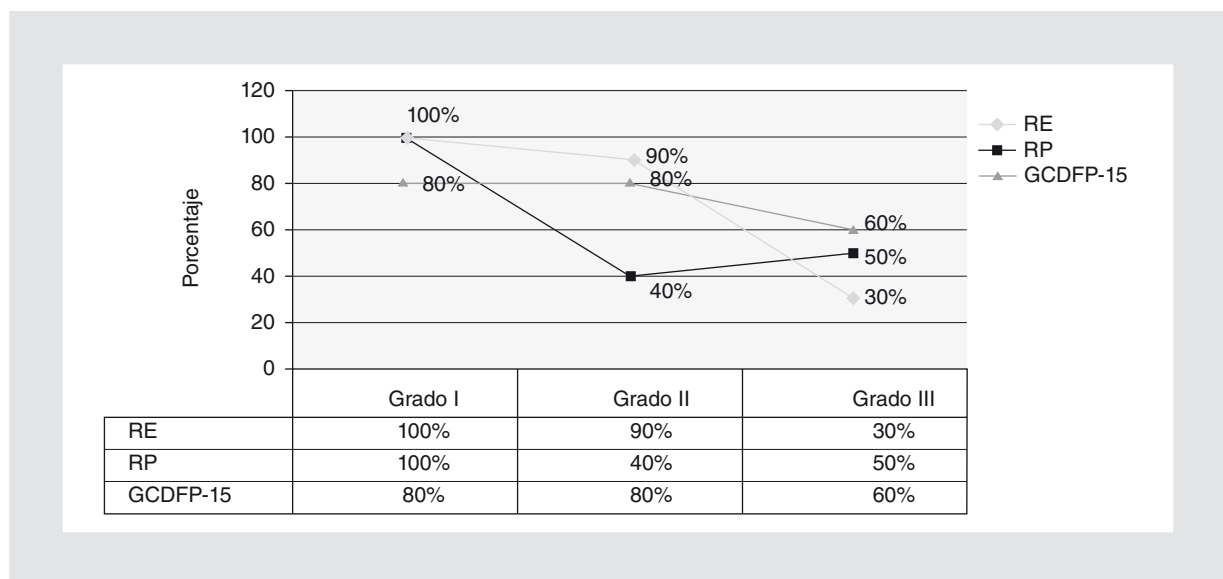 120
100
80
60
40
20
0
Porcentaje
100%
80%
90%
80%
40%
60%
50%
30%
RE
RP
GCDFP-15
Grado I Grado II Grado III
RE 100% 90% 30%
RP 100% 40% 50%
GCDFP-15 80% 80% 60%